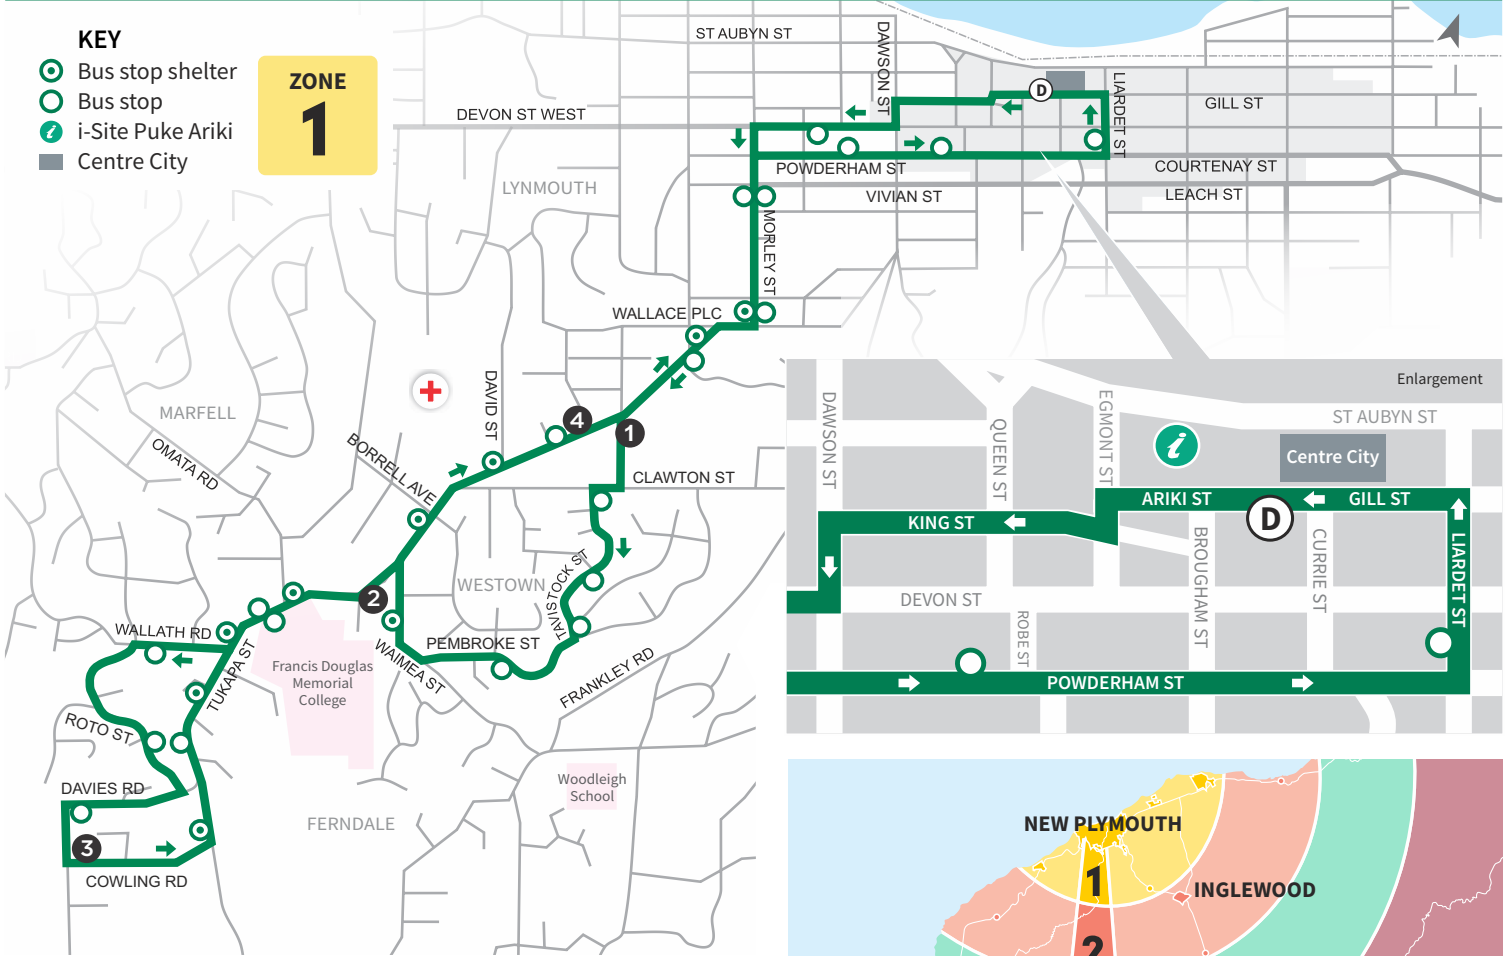 KEY
Bus stop shelter
Bus stop
i
i-Site Puke Ariki
Centre City
ZONE
1
ST AUBYN ST
DAWSON ST
DEVON ST WEST
D
LIARDET ST
GILL ST
POWDERHAM ST
COURTENAY ST
VIVIAN ST
LEACH ST
LYNMOUTH
MORLEY ST
WALLACE PLC
MARFELL
DAVID ST
4
1
OMATA RD
BORRELL AVE
CLAWTON ST
WESTOWN
TAVISTOCK ST
2
WALLATH RD
TUKAPA ST
PEMBROKE ST
WAIMEA ST
FRANKLEY RD
Francis Douglas
Memorial
College
ROTO ST
DAVIES RD
3
COWLING RD
FERNDALE
Woodleigh
School
Enlargement
DAWSON ST
QUEEN ST
EGMONT ST
ST AUBYN ST
i
Centre City
ARIKI ST
GILL ST
D
KING ST
BROUGHAM ST
CURRIE ST
LIARDET ST
DEVON ST
ROBE ST
POWDERHAM ST
NEW PLYMOUTH
1
INGLEWOOD
2